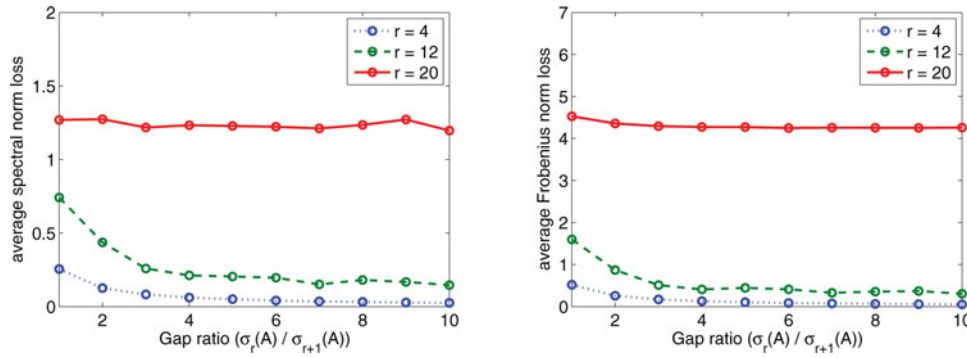 2
1.5
1
0.5
0
average spectral norm loss
r = 4
r = 12
r = 20
2 4 6 8 10
Gap ratio (σr(A) / σr+1(A))
7
6
5
4
3
2
1
0
average Frobenius norm loss
r = 4
r = 12
r = 20
2 4 6 8 10
Gap ratio (σr(A) / σr+1(A))